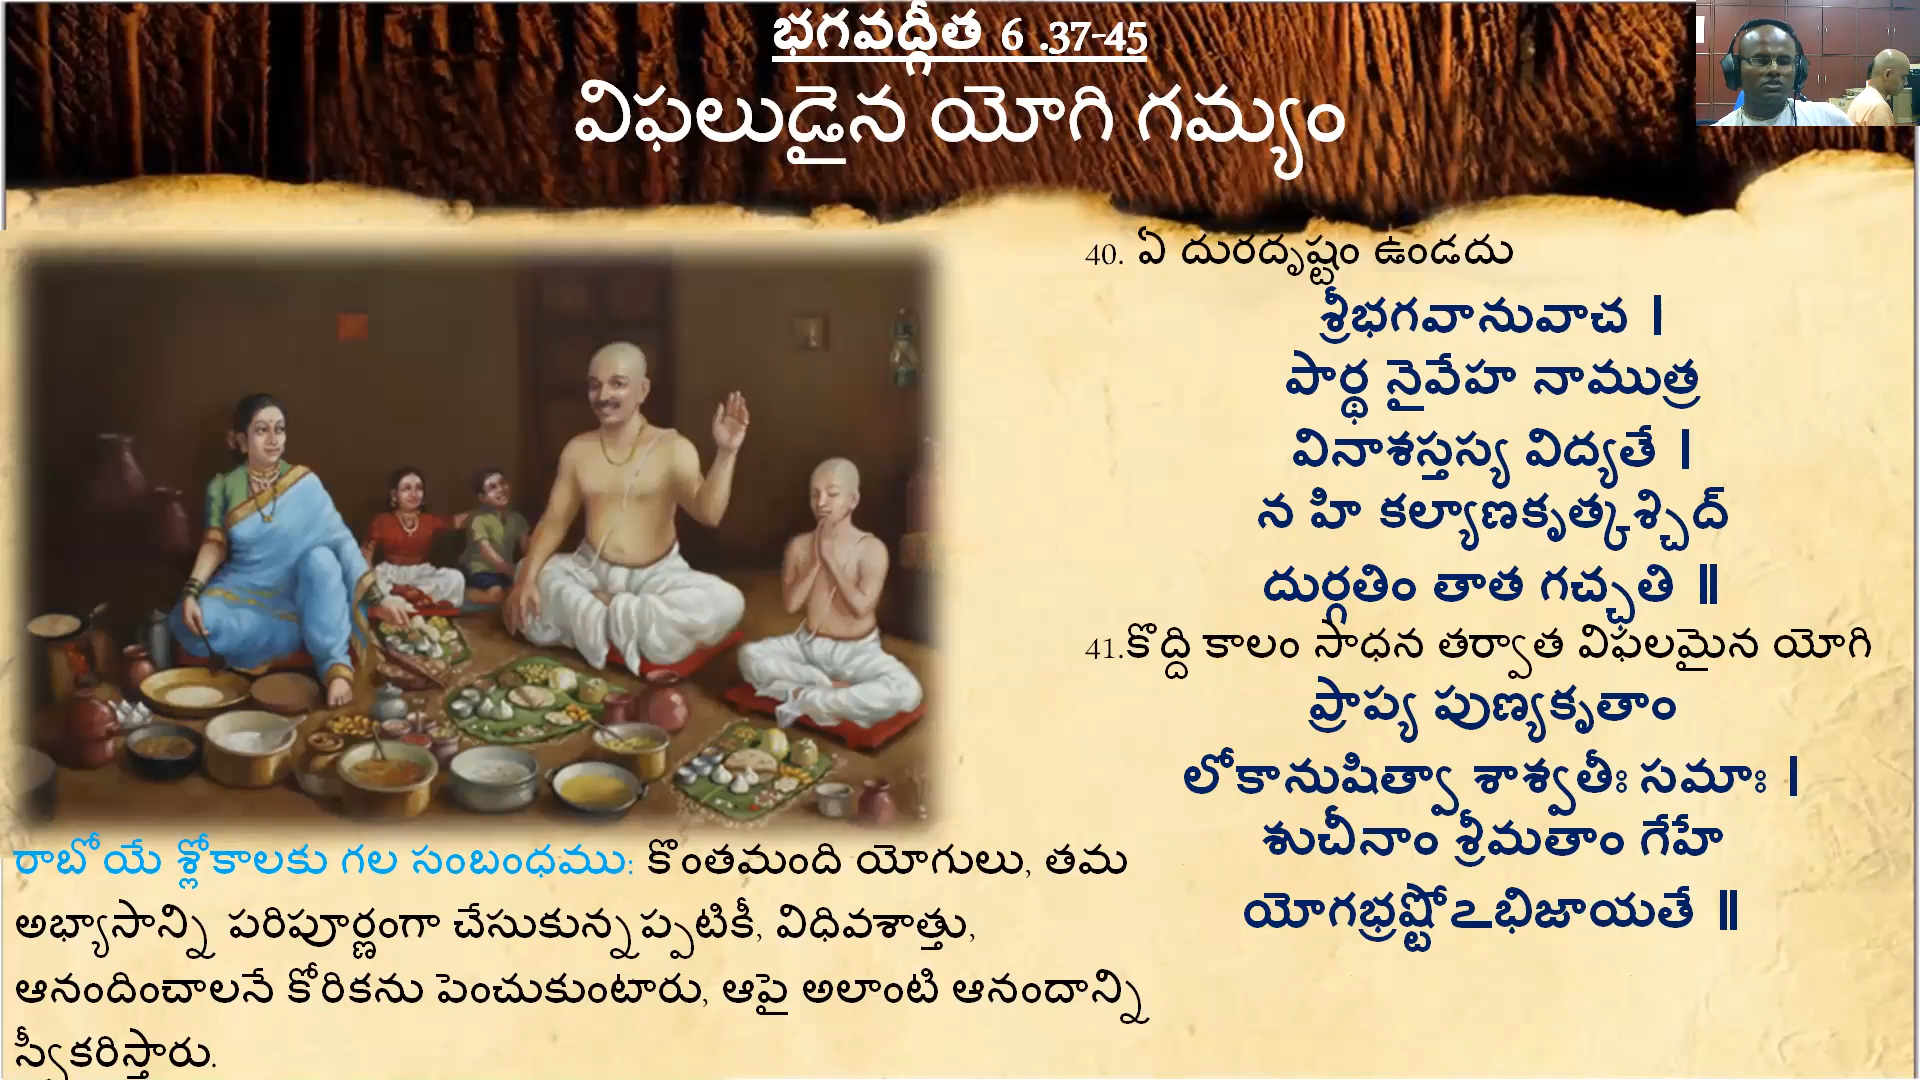 భగవద్గీత 6 .37-45
విఫలుడైన యోగి గమ్యం
40. ఏ దురదృష్టం ఉండదు
శ్రీభగవానువాచ |
పార్థ నైవేహ నాముత్ర
వినాశస్తస్య విద్యతే |
న హి కల్యాణకృత్కశ్చిద్
దుర్గతిం తాత గచ్ఛతి ||
41.కొద్ది కాలం సాధన తర్వాత విఫలమైన యోగి
ప్రాప్య పుణ్యకృతాం
లోకానుషిత్వా శాశ్వతీః సమాః |
శుచీనాం శ్రీమతాం గేహే
యోగభ్రష్టోఽభిజాయతే ||
రాబోయే శ్లోకాలకు గల సంబంధము: కొంతమంది యోగులు, తమ
అభ్యాసాన్ని పరిపూర్ణంగా చేసుకున్నప్పటికీ, విధివశాత్తు,
ఆనందించాలనే కోరికను పెంచుకుంటారు, ఆపై అలాంటి ఆనందాన్ని
స్వీకరిస్తారు.